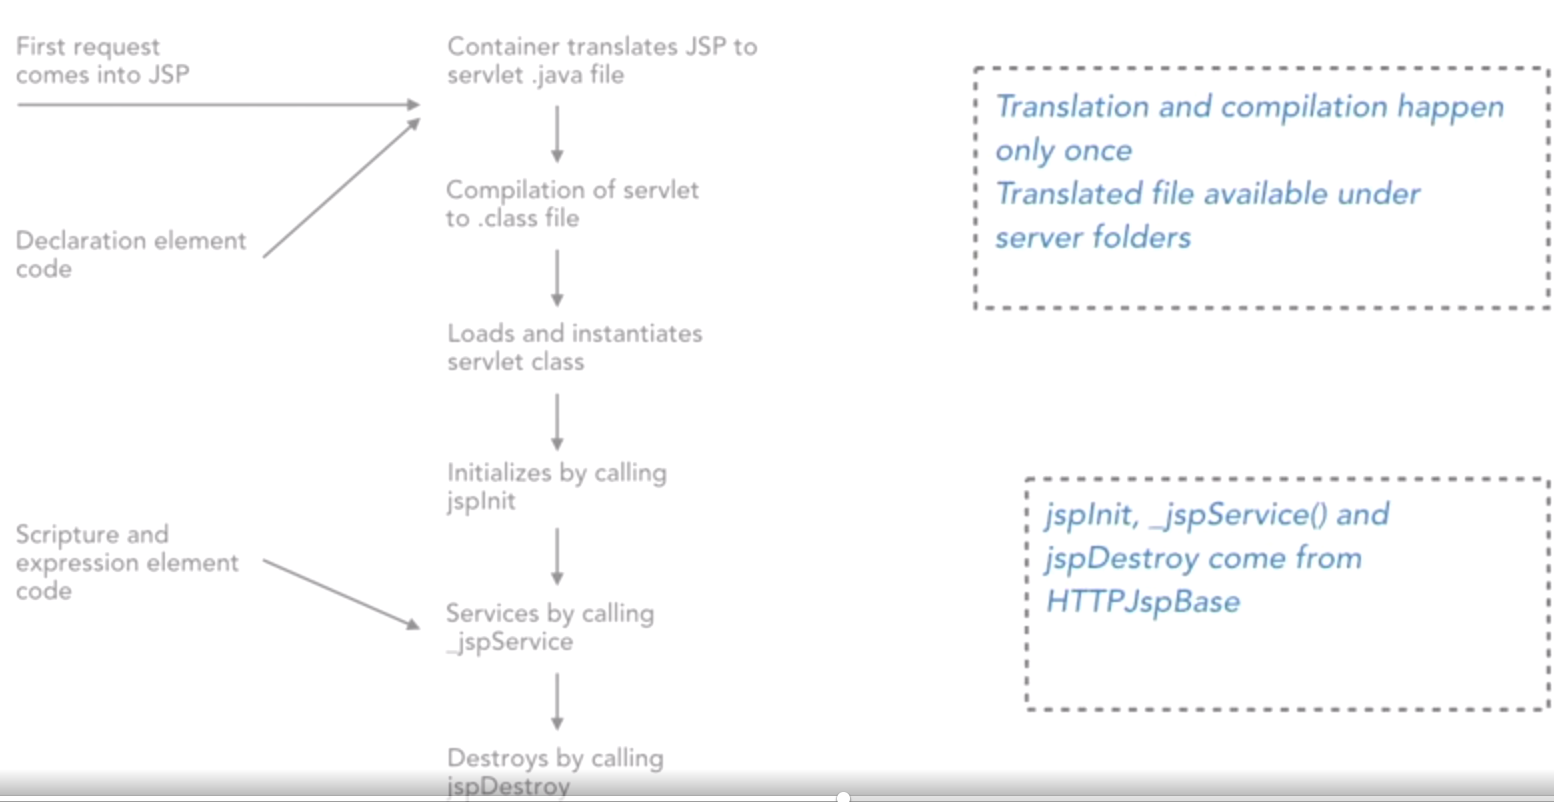 First request
comes into JSP
Declaration element
code
Scripture and
expression element
code
Container translates JSP to
servlet .java file
Compilation of servlet
to .class file
Loads and instantiates
servlet class
Initializes by calling
jspInit
Services by calling
_jspService
Destroys by calling
jspDestroy
Translation and compilation happen
only once
Translated file available under
server folders
jspInit, _jspService() and
jspDestroy come from
HTTPJspBase